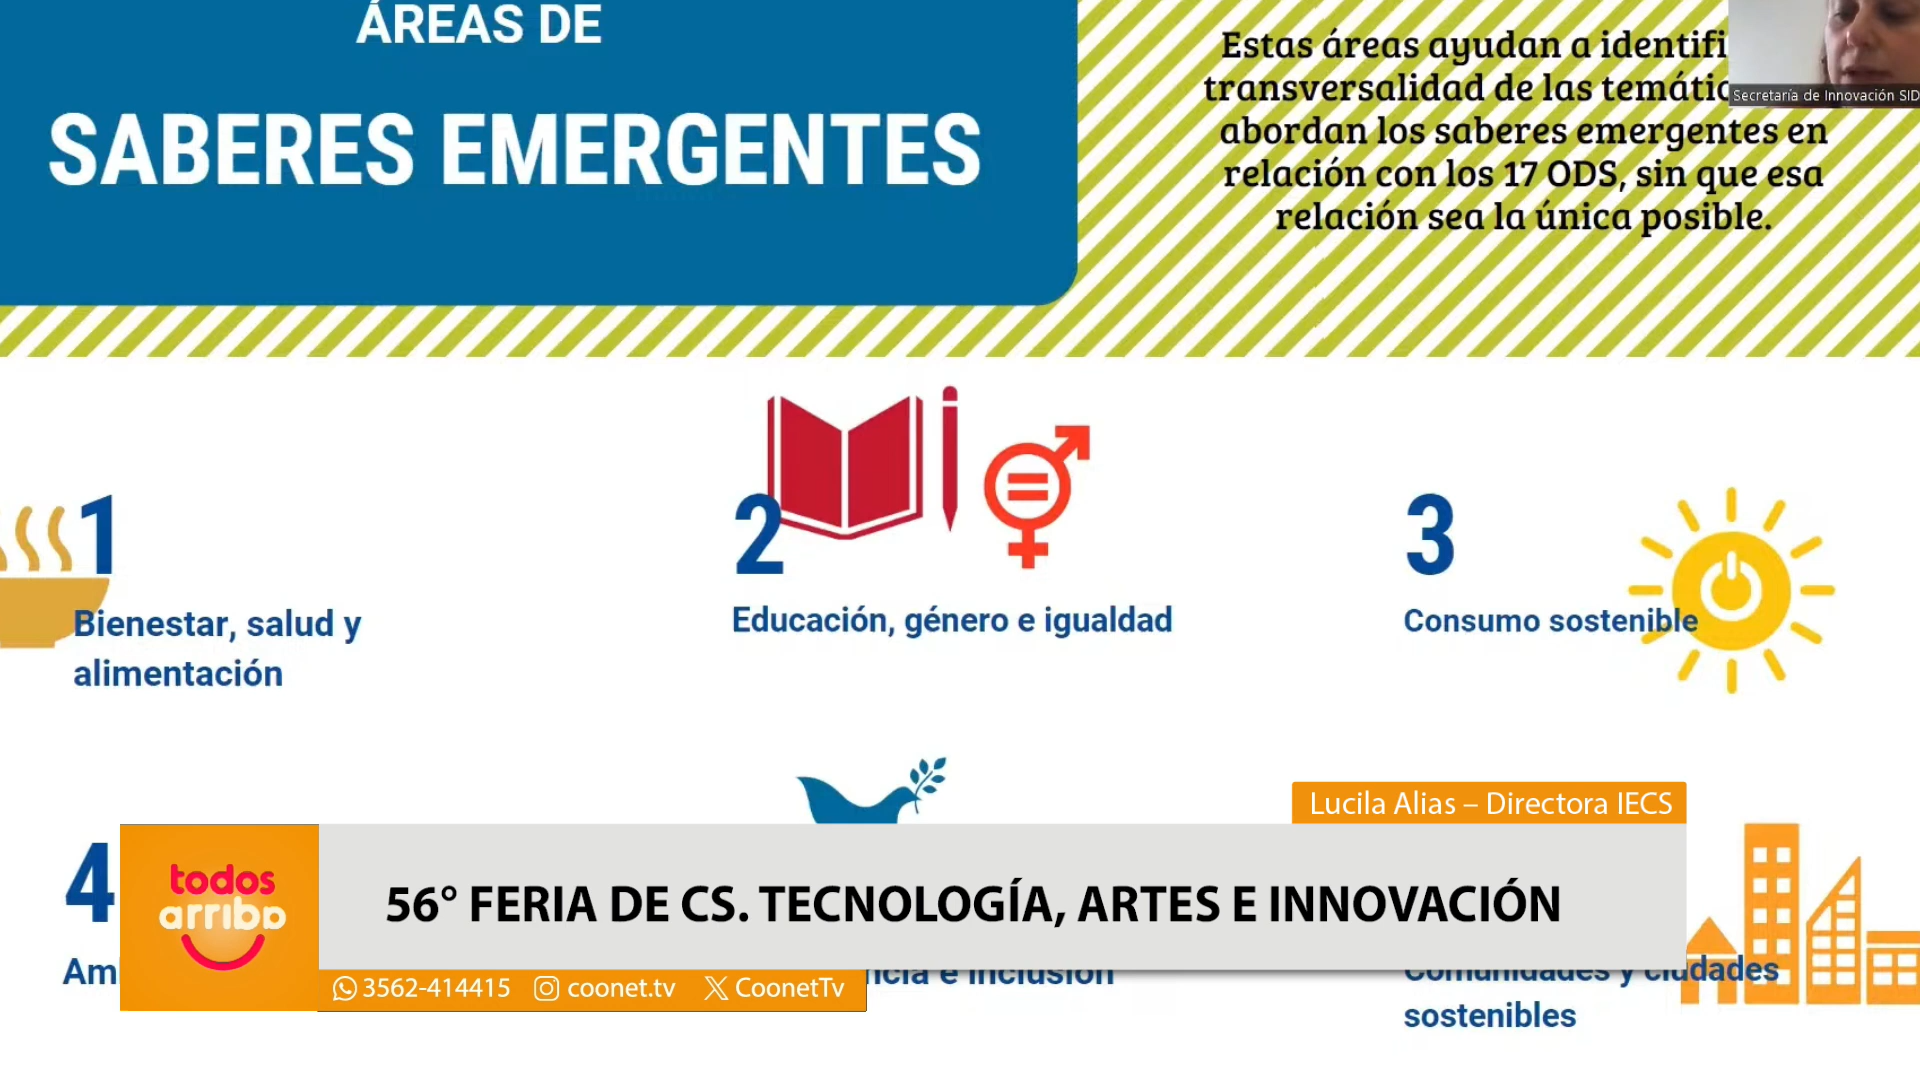 ÁREAS DE
SABERES EMERGENTES
Estas áreas ayudan a
transversalidad de las
abordan los saberes emergentes en
relación con los 17 ODS, sin que esa
relación sea la única posible.
Secretaría de Innovación
1
Bienestar, salud y
alimentación
2
Educación, género e igualdad
3
Consumo sostenible
4
e inclusión
Comunidades y ciudades
sostenibles
Lucila Alias – Directora IECS
todos
arriba
56° FERIA DE CS. TECNOLOGÍA, ARTES E INNOVACIÓN
3562-414415 coonet.tv CoonetTv